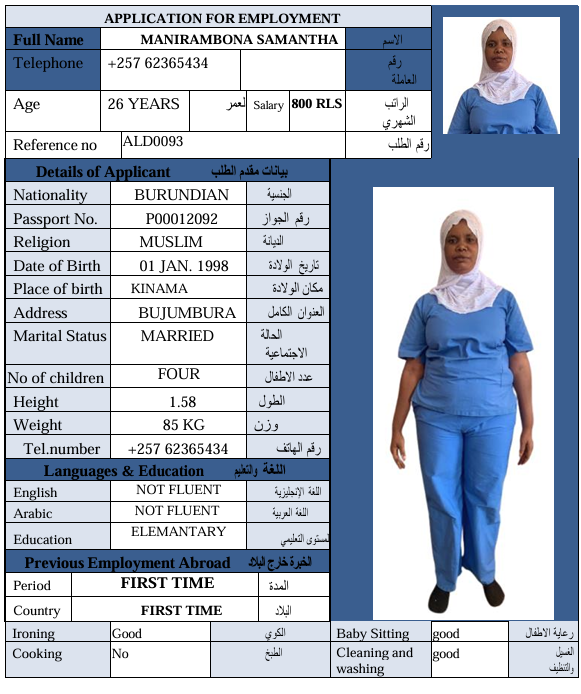 APPLICATION FOR EMPLOYMENT
Full Name MANIRAMBONA SAMANTHA الاسم
Telephone +257 62365434 رقم العاملة
Age 26 YEARS لعمر Salary 800 RLS الراتب الشهري
Reference no ALD0093 رقم الطلب
Details of Applicant بيانات مقدم الطلب
Nationality BURUNDIAN الجنسية
Passport No. P00012092 رقم الجواز
Religion MUSLIM الديانة
Date of Birth 01 JAN. 1998 تاريخ الولادة
Place of birth KINAMA مكان الولادة
Address BUJUMBURA العنوان الكامل
Marital Status MARRIED الحالة الاجتماعية
No of children FOUR عدد الاطفال
Height 1.58 الطول
Weight 85 KG وزن
Tel.number +257 62365434 رقم الهاتف
Languages & Education اللغة والتعليم
English NOT FLUENT اللغة الإنجليزية
Arabic NOT FLUENT اللغة العربية
Education ELEMANTARY لمستوى التعليمي
Previous Employment Abroad الخبرة خارج البلاد
Period FIRST TIME المدة
Country FIRST TIME البلاد
Ironing Good الكوي Baby Sitting good رعاية الاطفال
Cooking No الطبخ Cleaning and washing good الغسيل والتنظيف